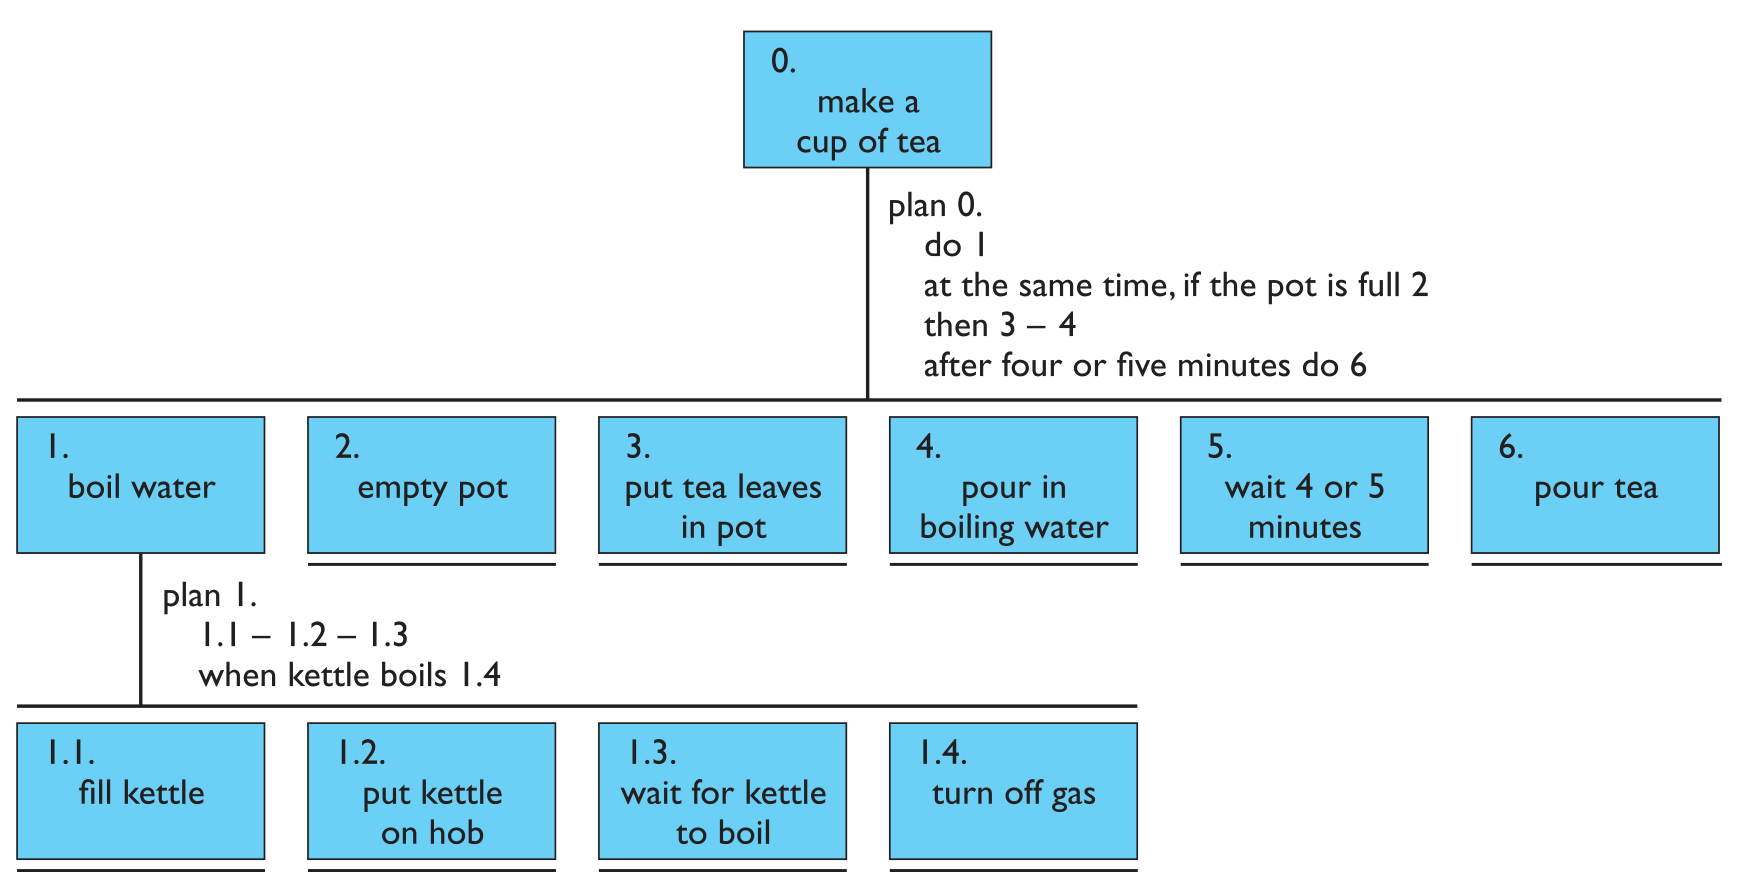 0.
make a
cup of tea
plan 0.
do 1
at the same time, if the pot is full 2
then 3 – 4
after four or five minutes do 6
1.
boil water
2.
empty pot
3.
put tea leaves
in pot
4.
pour in
boiling water
5.
wait 4 or 5
minutes
6.
pour tea
plan 1.
1.1 – 1.2 – 1.3
when kettle boils 1.4
1.1.
fill kettle
1.2.
put kettle
on hob
1.3.
wait for kettle
to boil
1.4.
turn off gas